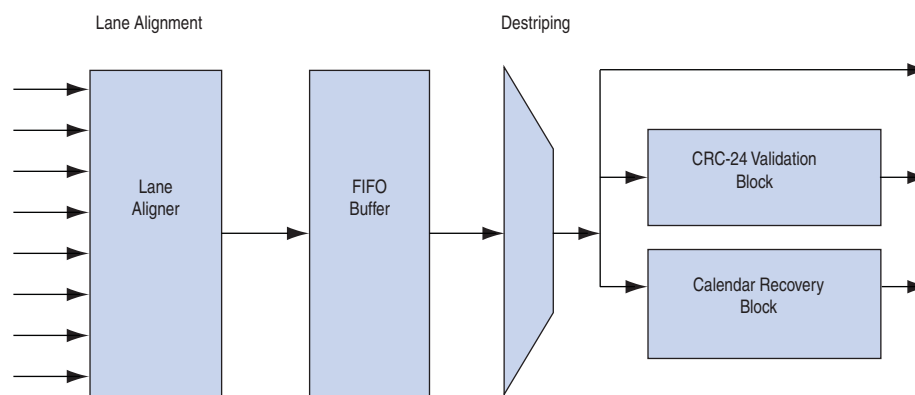 Lane Alignment
Destriping
Lane
Aligner
FIFO
Buffer
CRC-24 Validation
Block
Calendar Recovery
Block